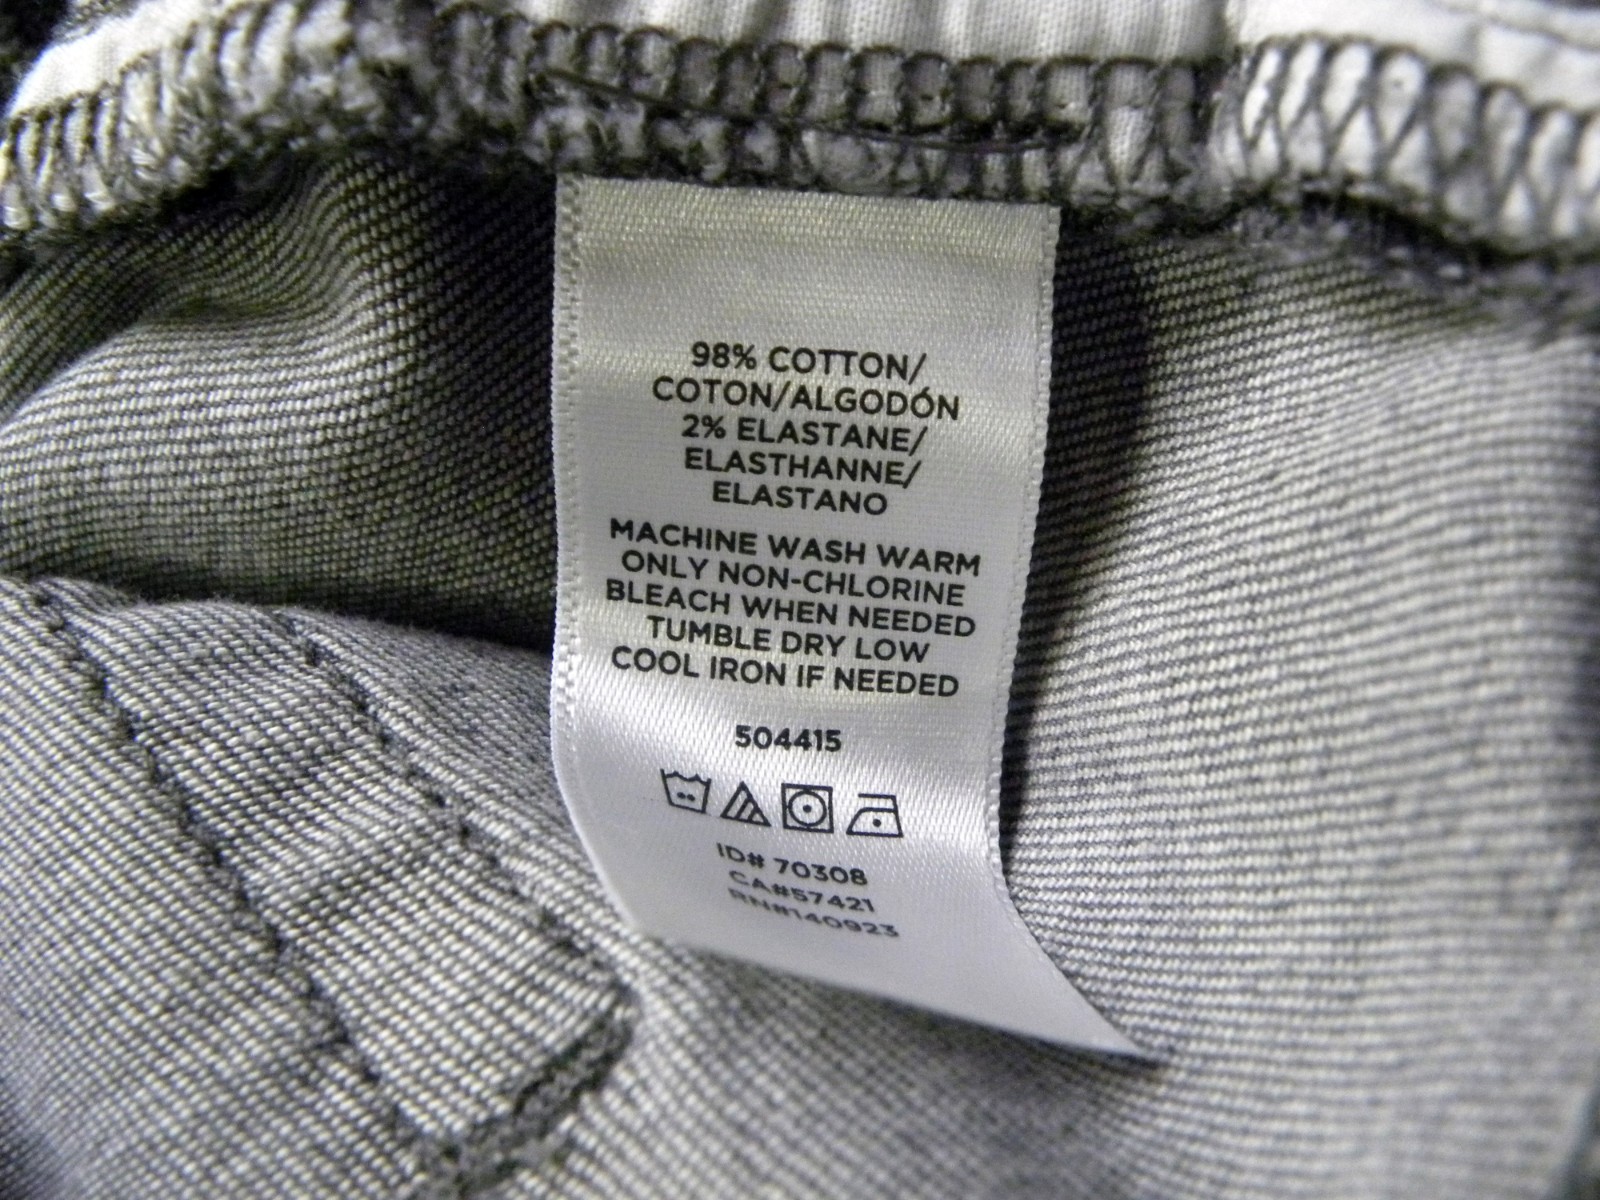 98% COTTON/
COTON/ALGODÓN
2% ELASTANE/
ELASTHANNE/
ELASTANO
MACHINE WASH WARM
ONLY NON-CHLORINE
BLEACH WHEN NEEDED
TUMBLE DRY LOW
COOL IRON IF NEEDED
504415
ID# 70308
CA#57421
RN#140923